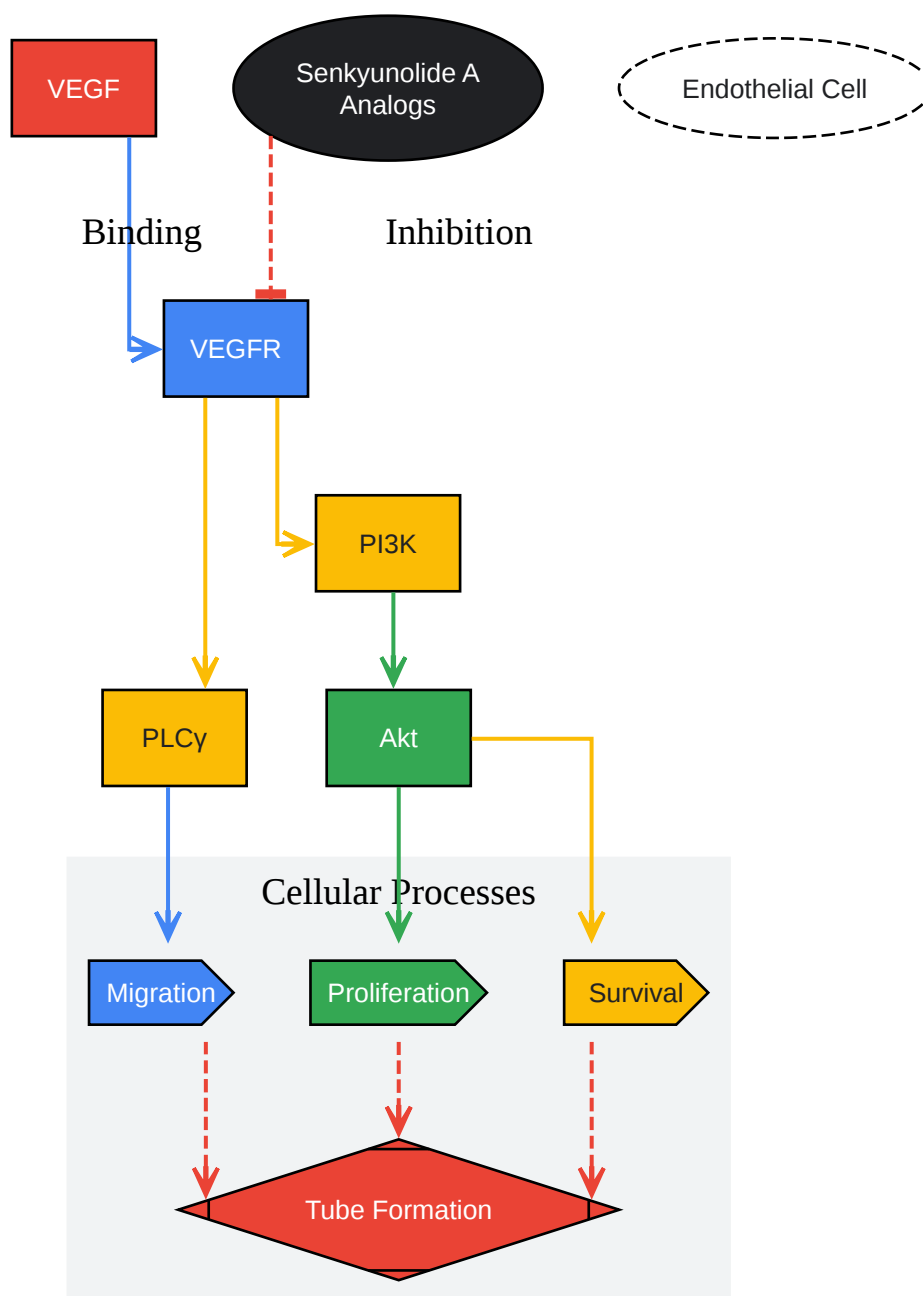 VEGF
Senkyunolide A
Analogs
Endothelial Cell
Binding
Inhibition
VEGFR
PI3K
PLCγ
Akt
Cellular Processes
Migration
Proliferation
Survival
Tube Formation